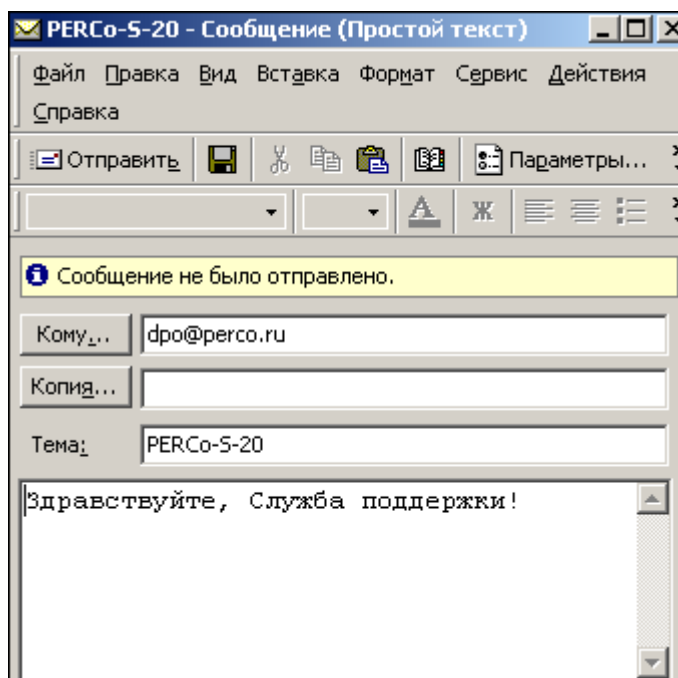 PERCo-S-20 - Сообщение (Простой текст)
Файл Правка Вид Вставка Формат Сервис Действия
Справка
Отправить Параметры...
А Ж
Сообщение не было отправлено.
Кому... dpo@perco.ru
Копия...
Тема: PERCo-S-20
Здравствуйте, Служба поддержки!